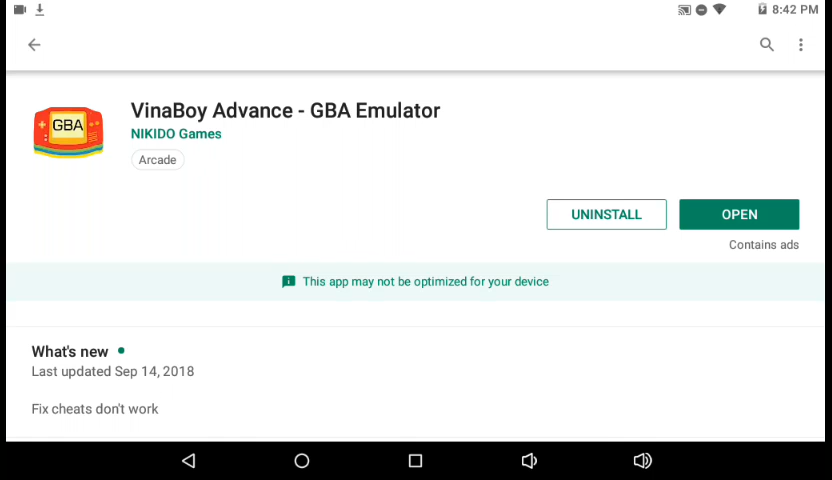 8:42 PM
VinaBoy Advance - GBA Emulator
GBA
NIKIDO Games
Arcade
UNINSTALL
OPEN
Contains ads
This app may not be optimized for your device
What's new
Last updated Sep 14, 2018
Fix cheats don't work